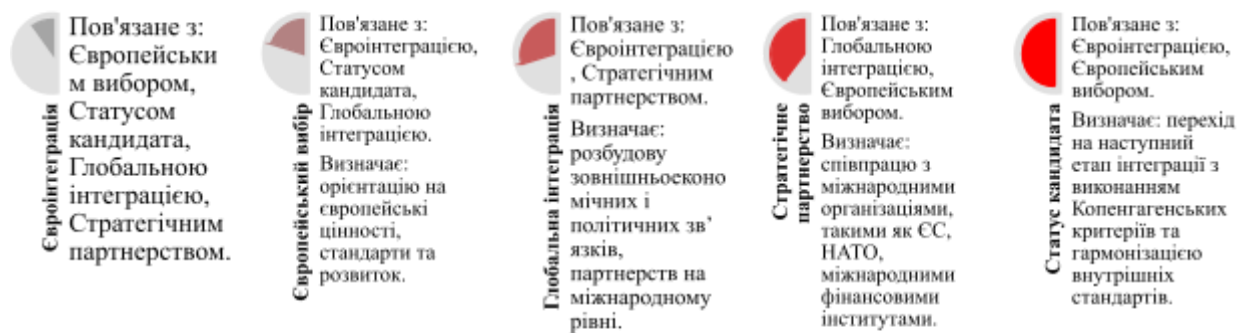 Євроінтеграція
Пов'язане з:
Європейськи
м вибором,
Статусом
кандидата,
Глобальною
інтеграцією,
Стратегічним
партнерством.
Європейський вибір
Пов'язане з:
Євроінтеграцією,
Статусом
кандидата,
Глобальною
інтеграцією.
Визначає:
орієнтацію на
європейські
цінності,
стандарти та
розвиток.
Глобальна інтеграція
Пов'язане з:
Євроінтеграцією
, Стратегічним
партнерством.
Визначає:
розбудову
зовнішньоеконо
мічних і
політичних зв’
язків,
партнерств на
міжнародному
рівні.
Стратегічне
партнерство
Пов'язане з:
Глобальною
інтеграцією,
Європейським
вибором.
Визначає:
співпрацю з
міжнародними
організаціями,
такими як ЄС,
НАТО,
міжнародними
фінансовими
інститутами.
Статус кандидата
Пов'язане з:
Євроінтеграцією,
Європейським
вибором.
Визначає: перехід
на наступний
етап інтеграції з
виконанням
Копенгагенських
критеріїв та
гармонізацією
внутрішніх
стандартів.